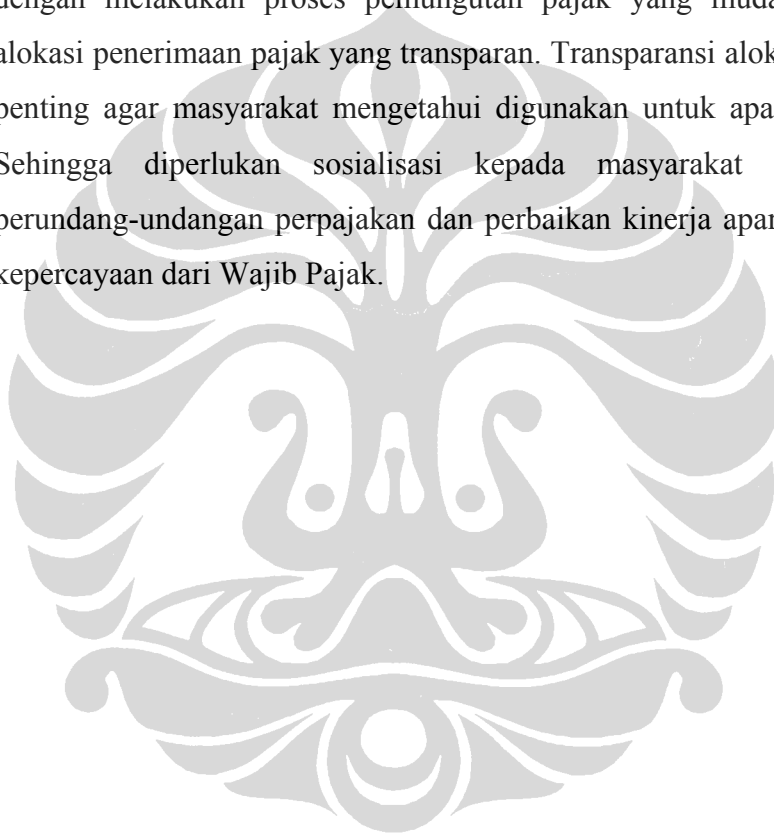 dengan melakukan proses pemungutan pajak yang
alokasi penerimaan pajak yang transparan. Transparansi
penting agar masyarakat mengetahui digunakan untuk apa
Sehingga diperlukan sosialisasi kepada masyarakat
perundang-undangan perpajakan dan perbaikan kinerja
kepercayaan dari Wajib Pajak.